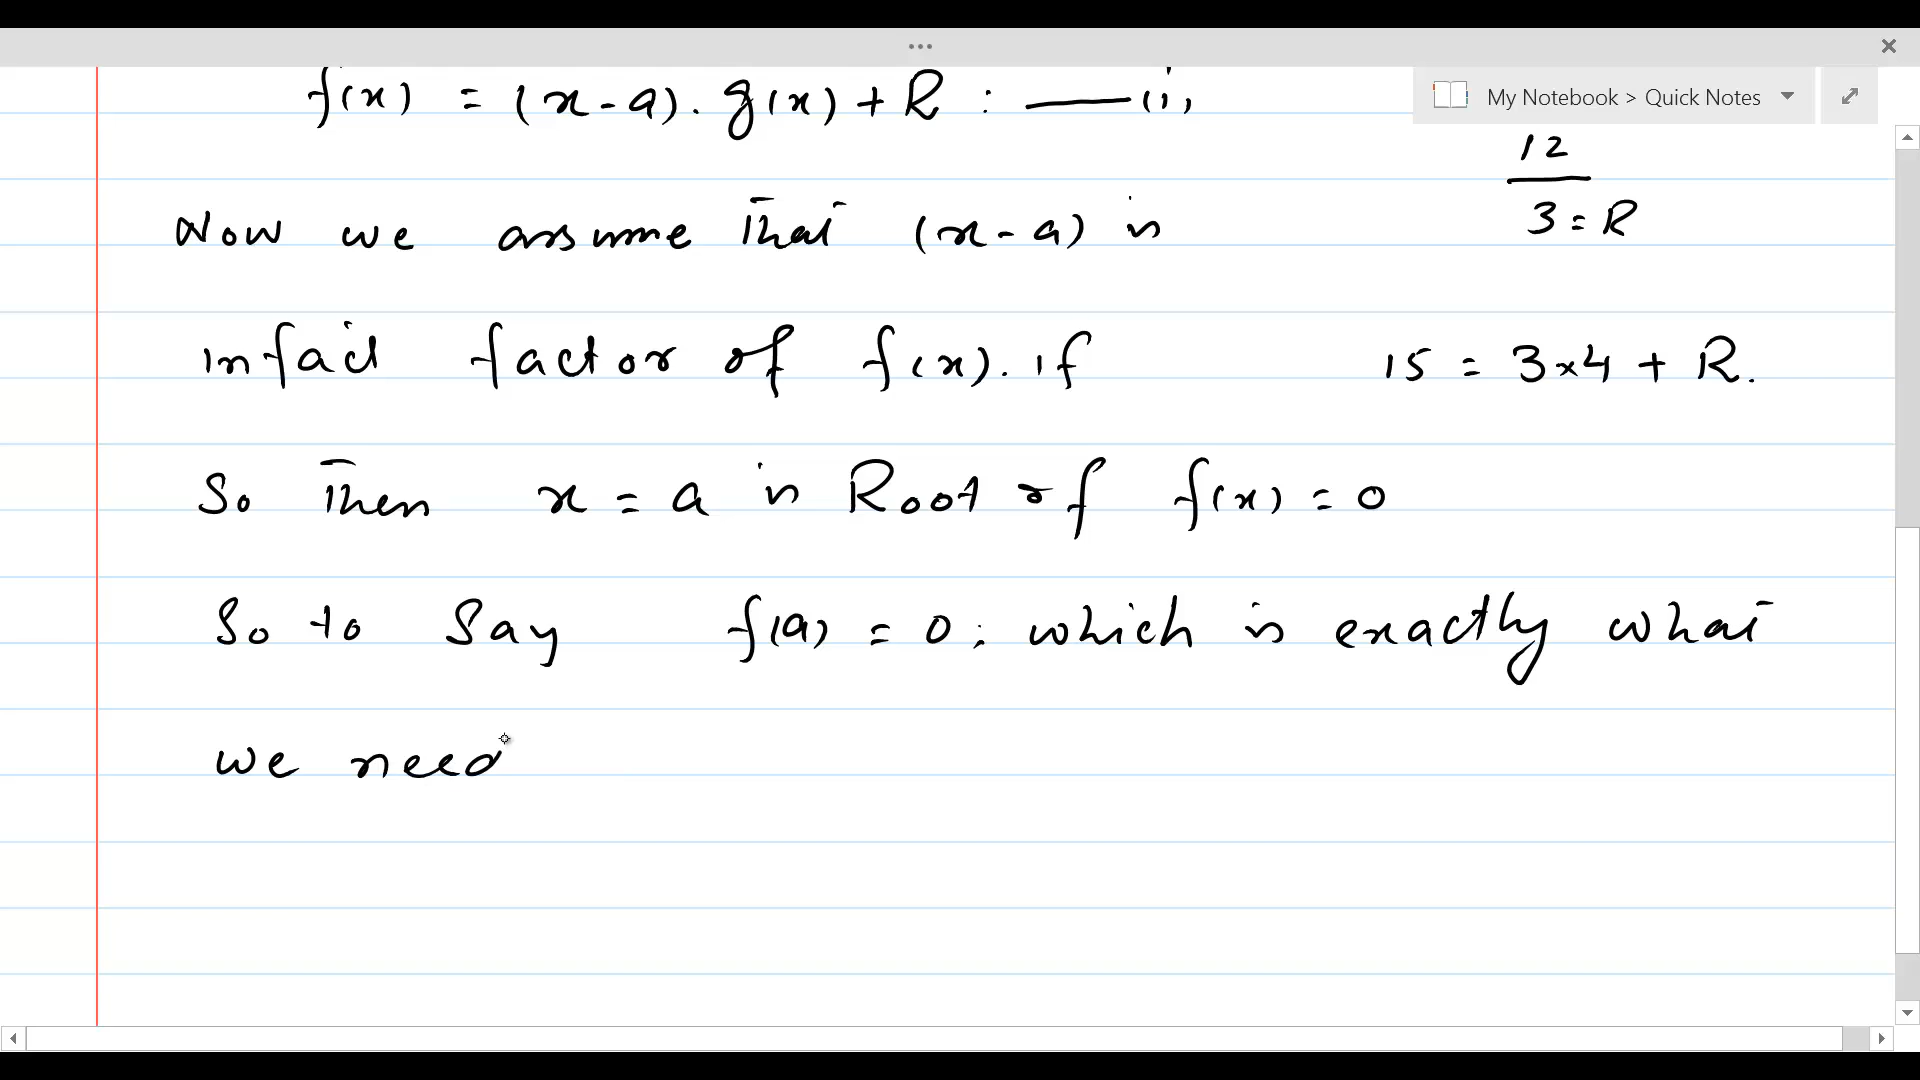 ...
My Notebook > Quick Notes
f(x) = (x-a). g(x) + R : —(i)
12
3 = R
Now we assume that (x-a) is
infact factor of f(x). if
15 = 3x4 + R.
So Then x = a is Root of f(x) = 0
So to Say f(a) = 0 ; which is exactly what
we need